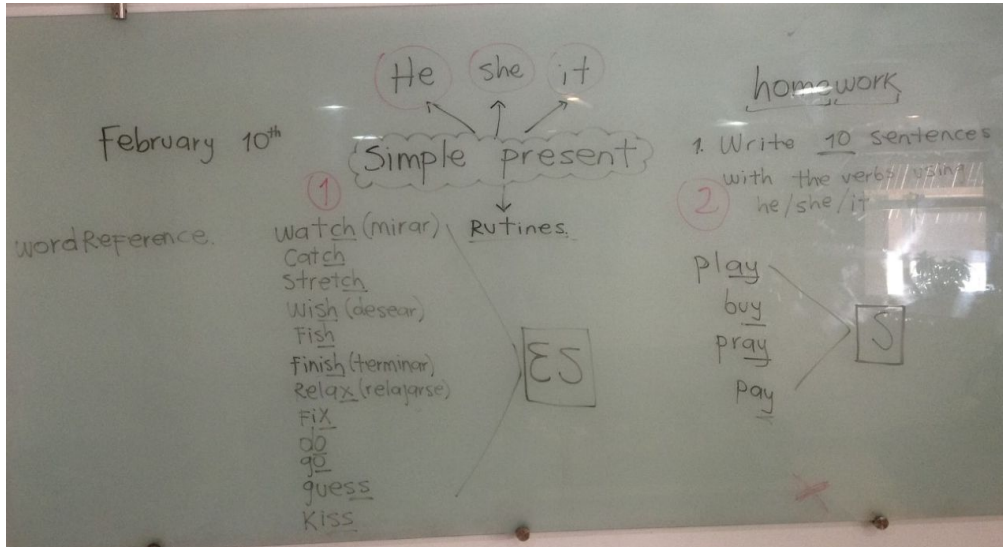 He she it
February 10th
Simple present
Rutines.
WordReference.
1
watch (mirar)
catch
stretch
wish (desear)
Fish
Finish (terminar)
Relax (relajarse)
Fix
do
go
guess
Kiss
ES
homework
1. Write 10 sentences
with the verbs using
he/she/it
2
play
buy
pray
pay
S